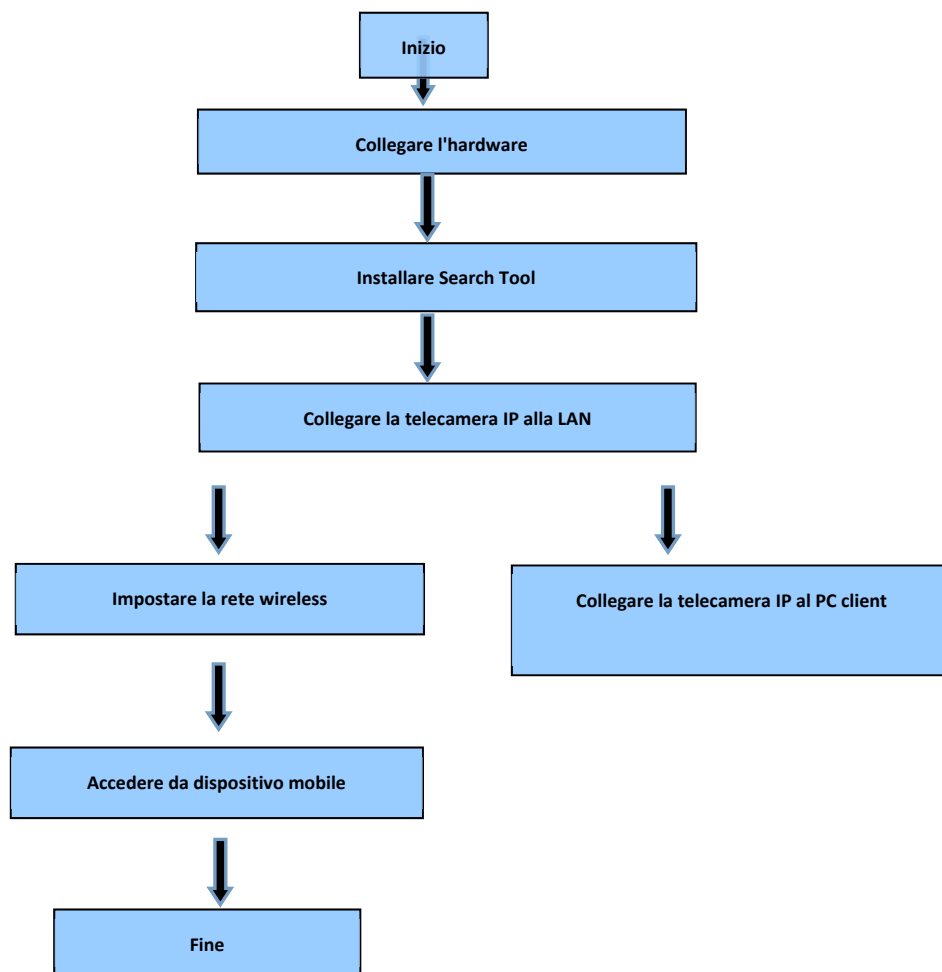 Inizio
Collegare l'hardware
Installare Search Tool
Collegare la telecamera IP alla LAN
Impostare la rete wireless
Collegare la telecamera IP al PC client
Accedere da dispositivo mobile
Fine